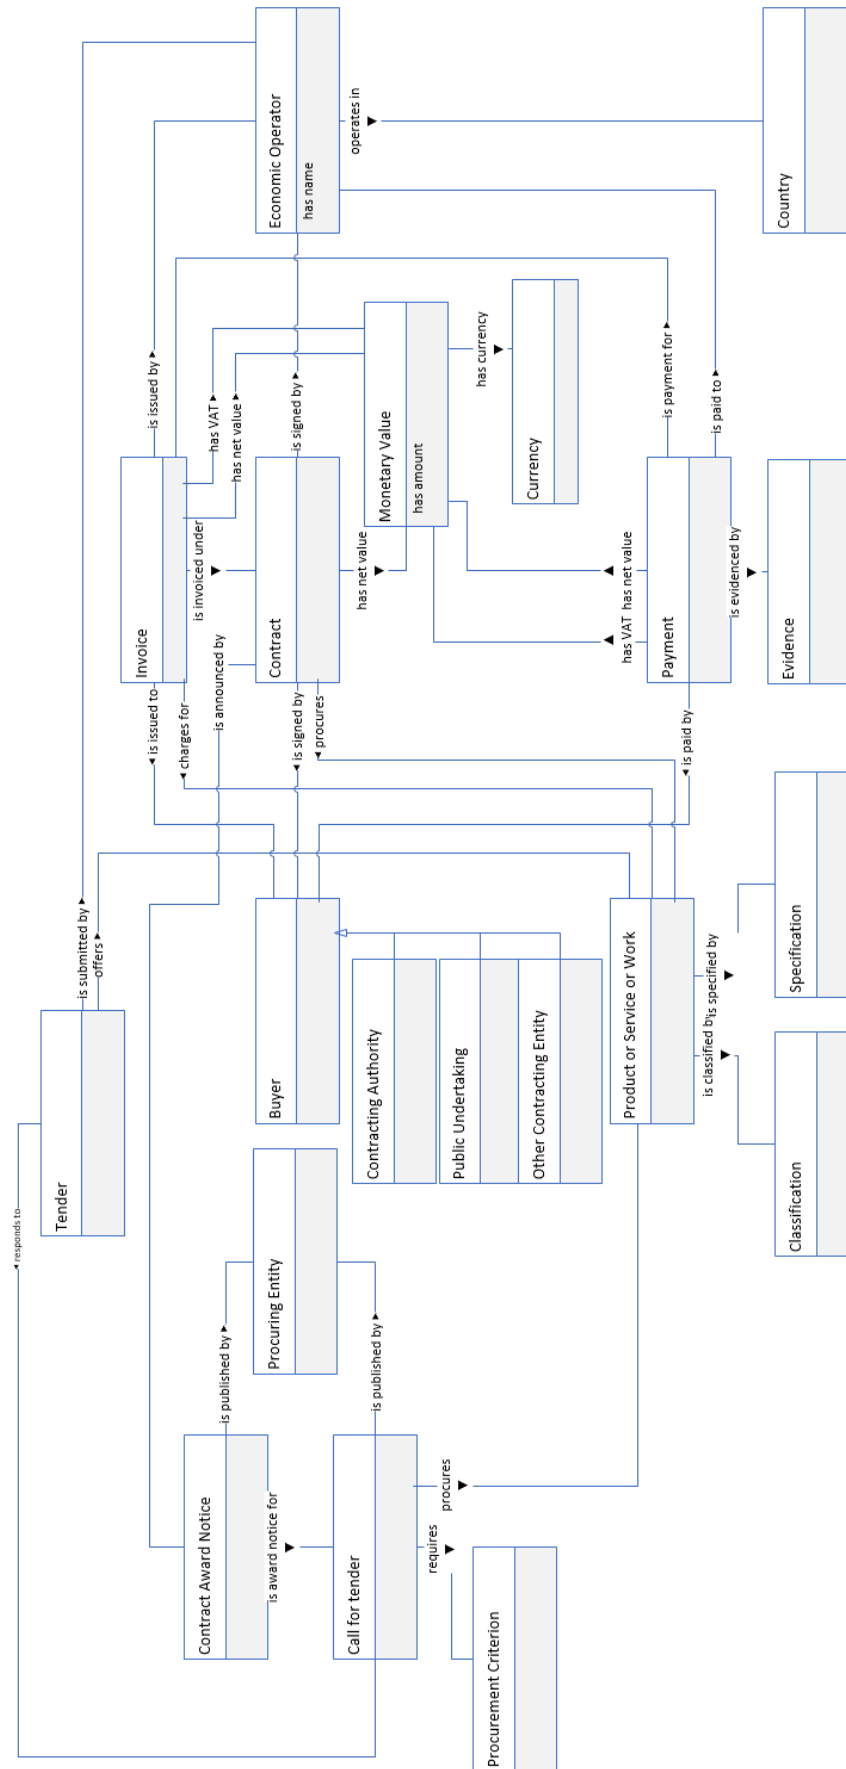 responds to
Tender
is submitted by
offers
Contract Award Notice
is published by
is award notice for
Call for tender
is published by
requires
procures
Procurement Criterion
Procuring Entity
Buyer
Contracting Authority
Public Undertaking
Other Contracting Entity
Product or Service or Work
is classified by
is specified by
Classification
Specification
is announced by
Invoice
is issued to
charges for
is issued by
is invoiced under
has VAT
has net value
Contract
is signed by
procures
is signed by
has net value
Monetary Value
has amount
has currency
Currency
Payment
is paid by
has VAT
has net value
is payment for
is paid to
is evidenced by
Evidence
Economic Operator
has name
operates in
Country